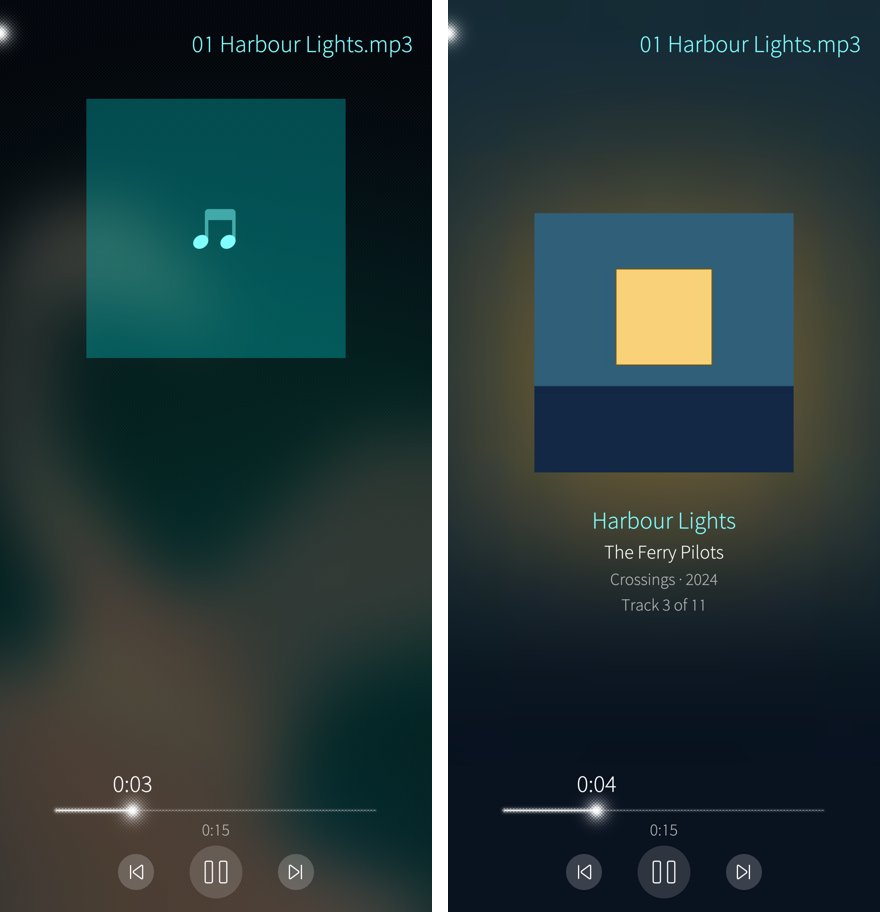 01 Harbour Lights.mp3
0:03
0:15
01 Harbour Lights.mp3
Harbour Lights
The Ferry Pilots
Crossings · 2024
Track 3 of 11
0:04
0:15